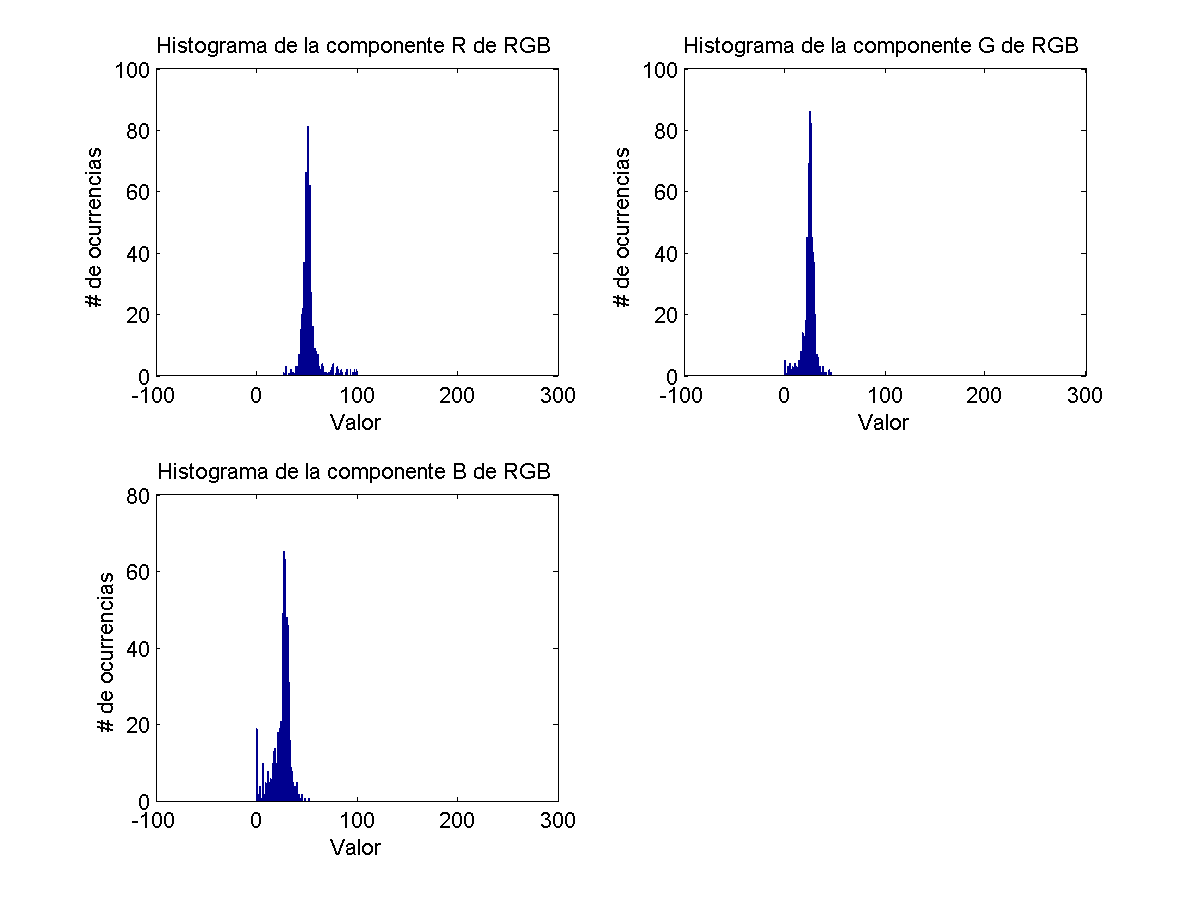 Histograma de la componente R de RGB
100
80
60
40
20
0
-100 0 100 200 300
# de ocurrencias
Valor
Histograma de la componente G de RGB
100
80
60
40
20
0
-100 0 100 200 300
# de ocurrencias
Valor
Histograma de la componente B de RGB
80
60
40
20
0
-100 0 100 200 300
# de ocurrencias
Valor